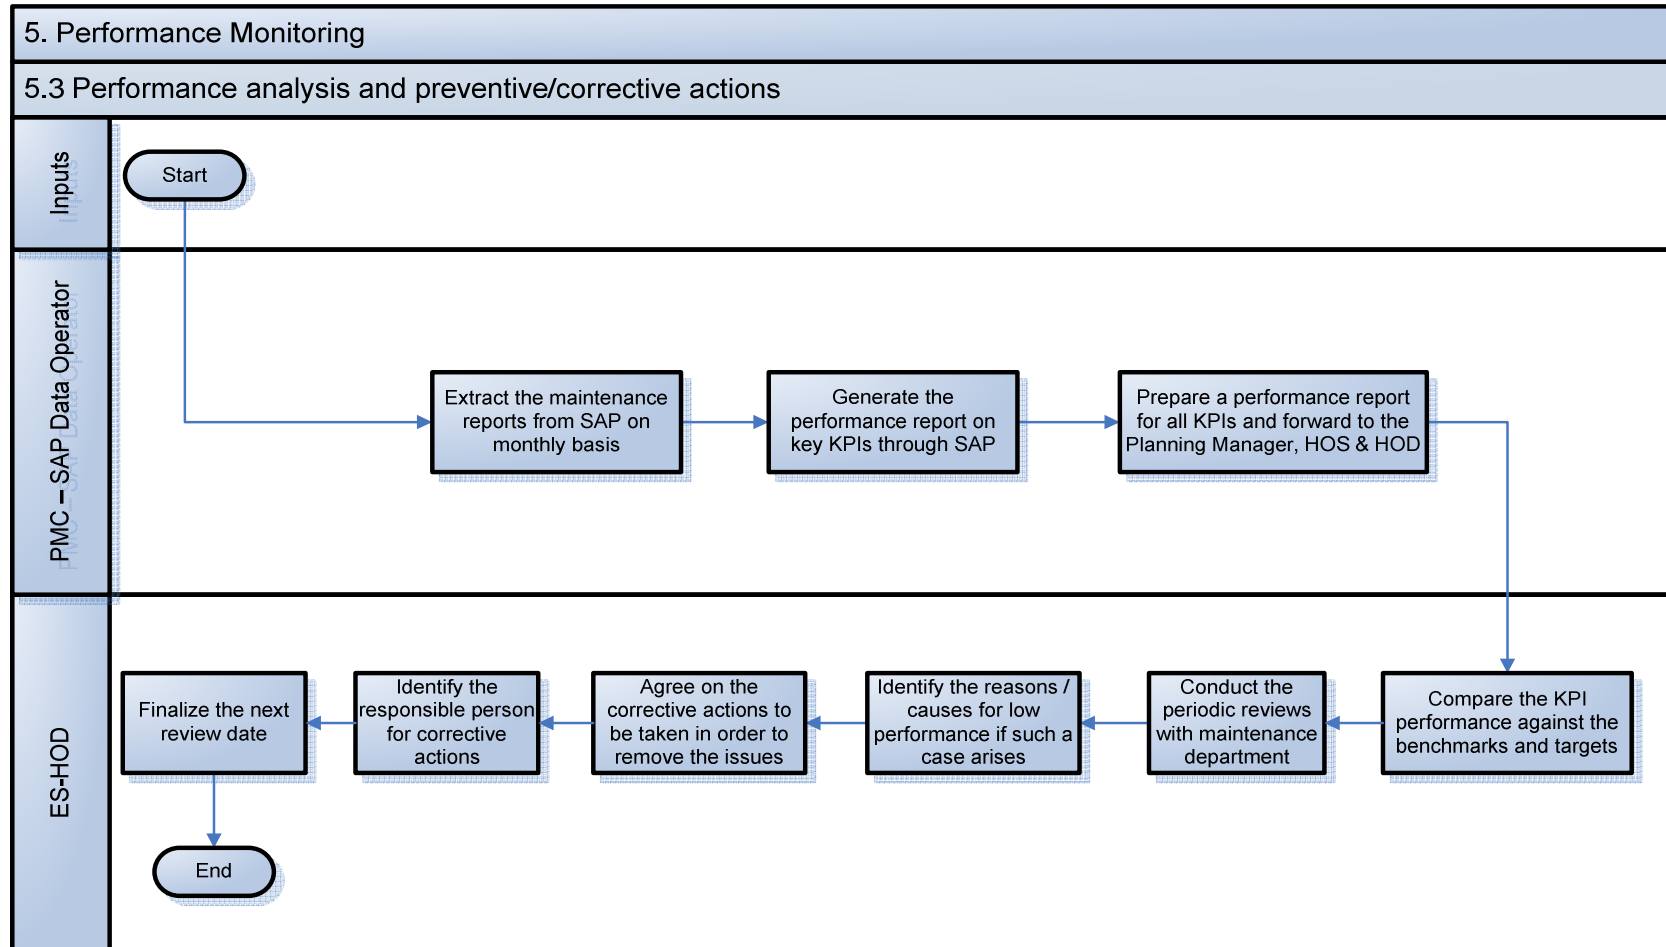 5. Performance Monitoring
5.3 Performance analysis and preventive/corrective actions
Inputs
Start
PMC – SAP Data Operator
Extract the maintenance
reports from SAP on
monthly basis
Generate the
performance report on
key KPIs through SAP
Prepare a performance report
for all KPIs and forward to the
Planning Manager, HOS & HOD
ES-HOD
Compare the KPI
performance against the
benchmarks and targets
Conduct the
periodic reviews
with maintenance
department
Identify the reasons /
causes for low
performance if such a
case arises
Agree on the
corrective actions to
be taken in order to
remove the issues
Identify the
responsible person
for corrective
actions
Finalize the next
review date
End